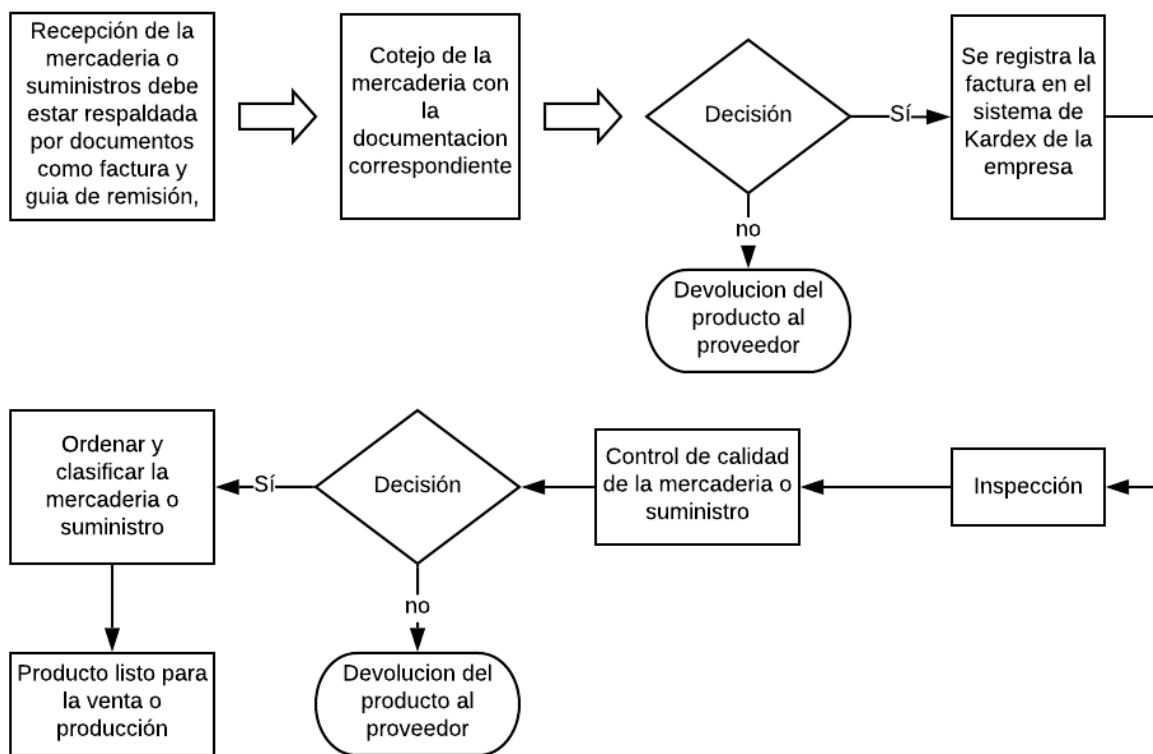 Recepción de la
mercaderia o
suministros debe
estar respaldada
por documentos
como factura y
guia de remisión,
Cotejo de la
mercaderia con
la
documentacion
correspondiente
Decisión
Sí
Se registra la
factura en el
sistema de
Kardex de la
empresa
no
Devolucion del
producto al
proveedor
Inspección
Control de calidad
de la mercaderia o
suministro
Decisión
Sí
Ordenar y
clasificar la
mercaderia o
suministro
no
Devolucion del
producto al
proveedor
Producto listo para
la venta o
producción